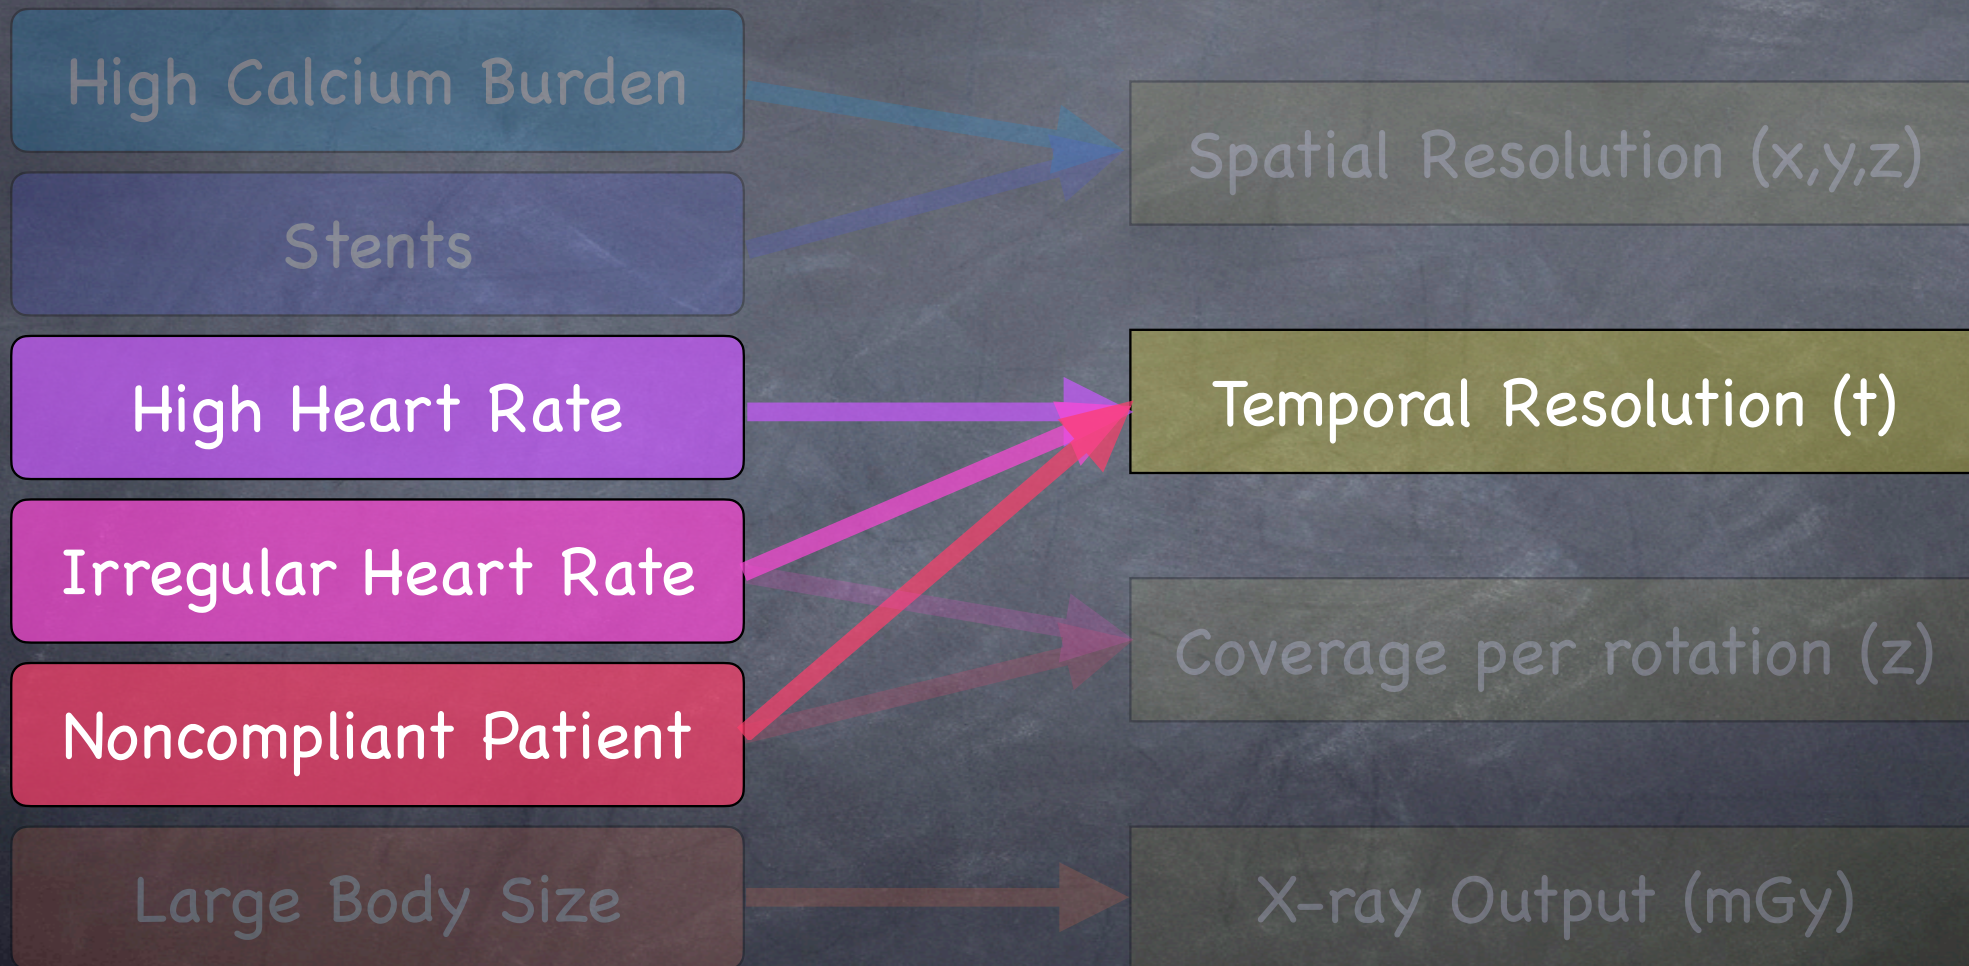 High Calcium Burden
Stents
High Heart Rate
Irregular Heart Rate
Noncompliant Patient
Large Body Size
Spatial Resolution (x,y,z)
Temporal Resolution (t)
Coverage per rotation (z)
X-ray Output (mGy)